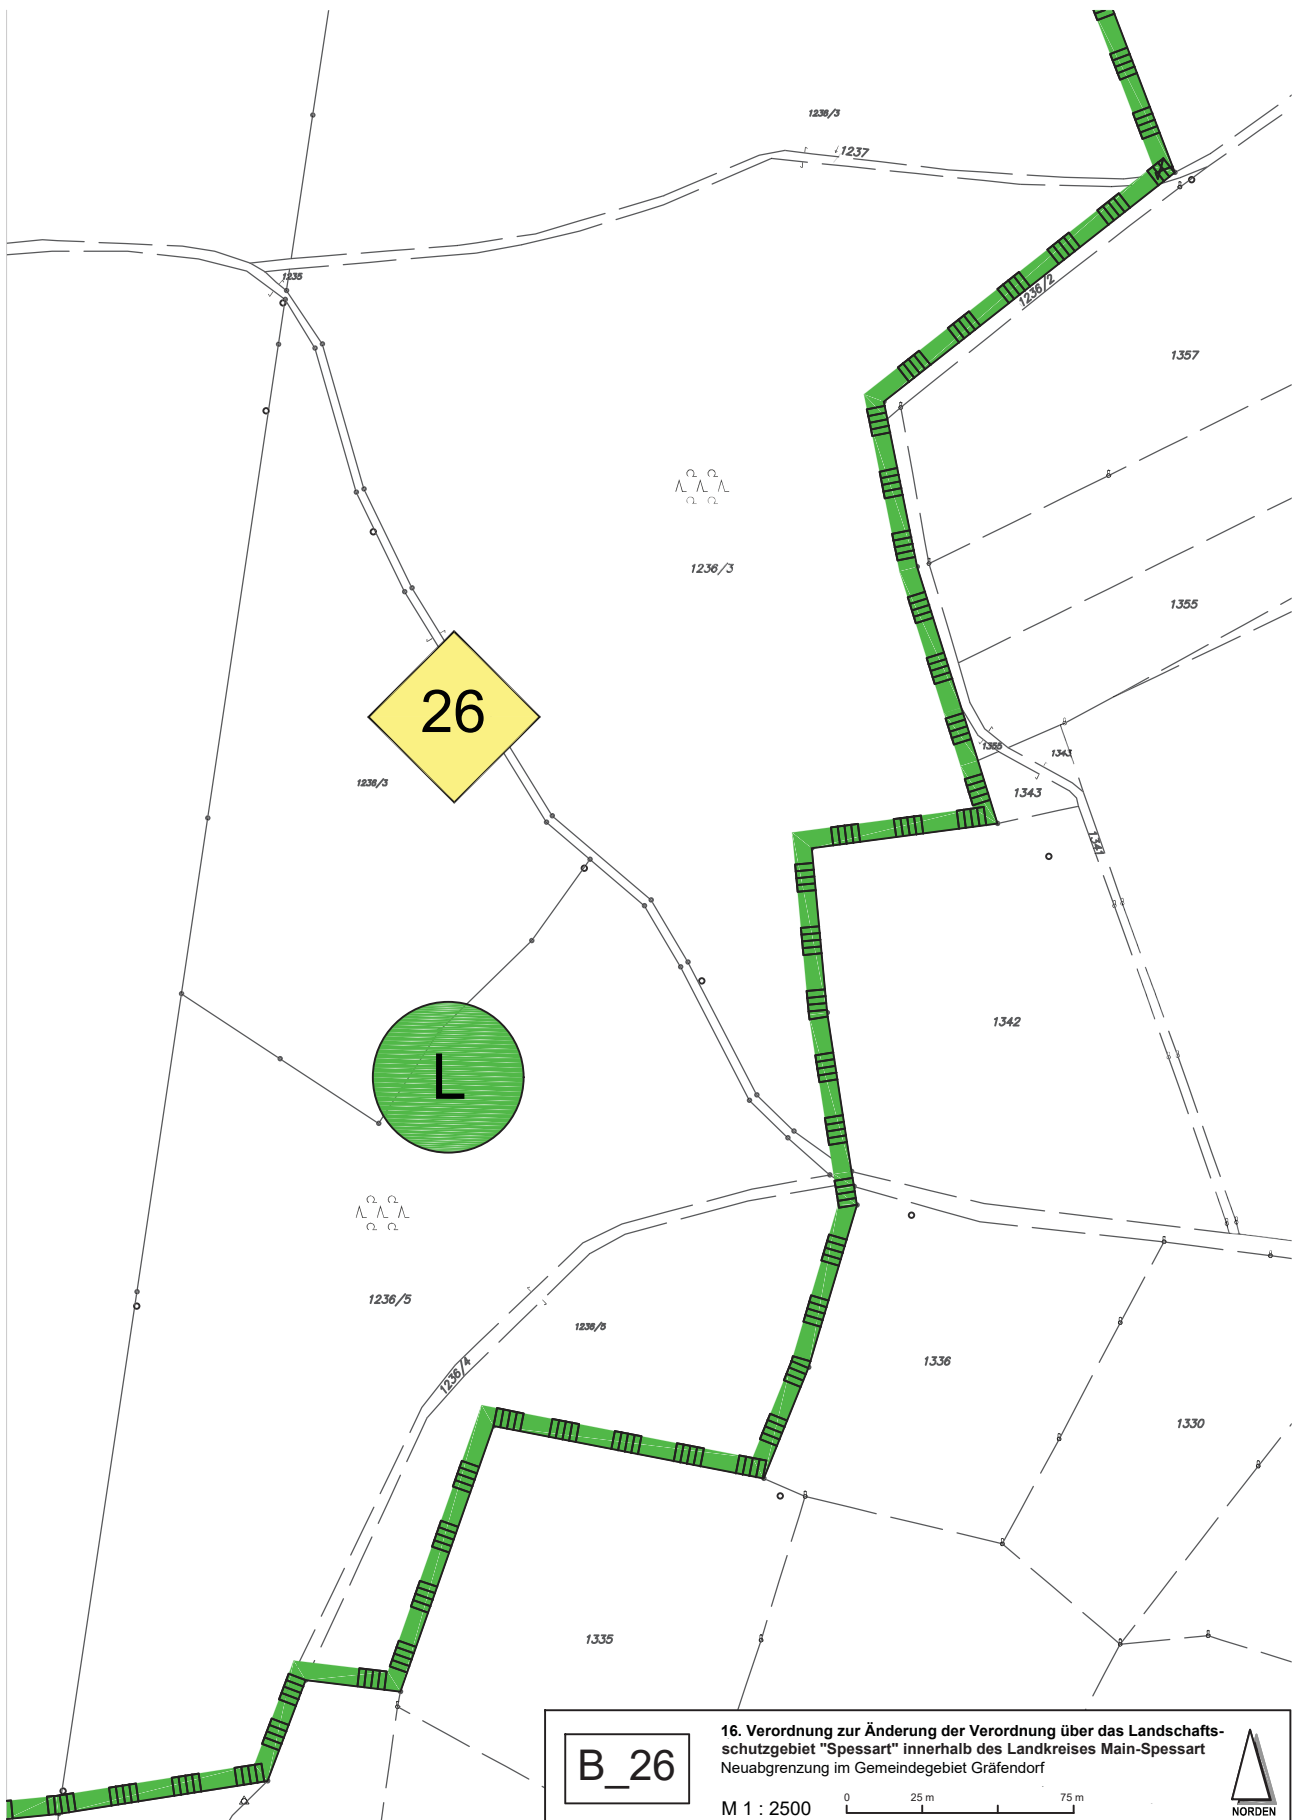 1236/3
1237
1235
1236/2
1357
1236/3
1355
26
1236/3
1355
1343
1343
1341
1342
L
1236/5
1236/5
1236/4
1336
1330
1335
B_26
16. Verordnung zur Änderung der Verordnung über das Landschafts-
schutzgebiet "Spessart" innerhalb des Landkreises Main-Spessart
Neuabgrenzung im Gemeindegebiet Gräfendorf
M 1 : 2500
0 25 m 75 m
NORDEN